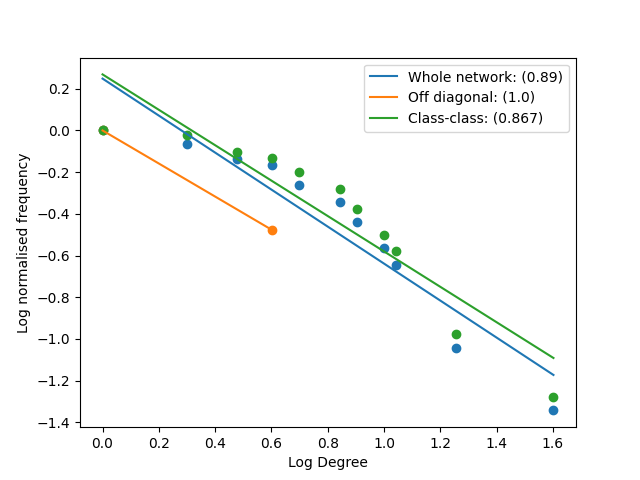 Whole network: (0.89)
Off diagonal: (1.0)
Class-class: (0.867)
0.2
0.0
−0.2
−0.4
−0.6
−0.8
−1.0
−1.2
−1.4
Log normalised frequency
0.0 0.2 0.4 0.6 0.8 1.0 1.2 1.4 1.6
Log Degree